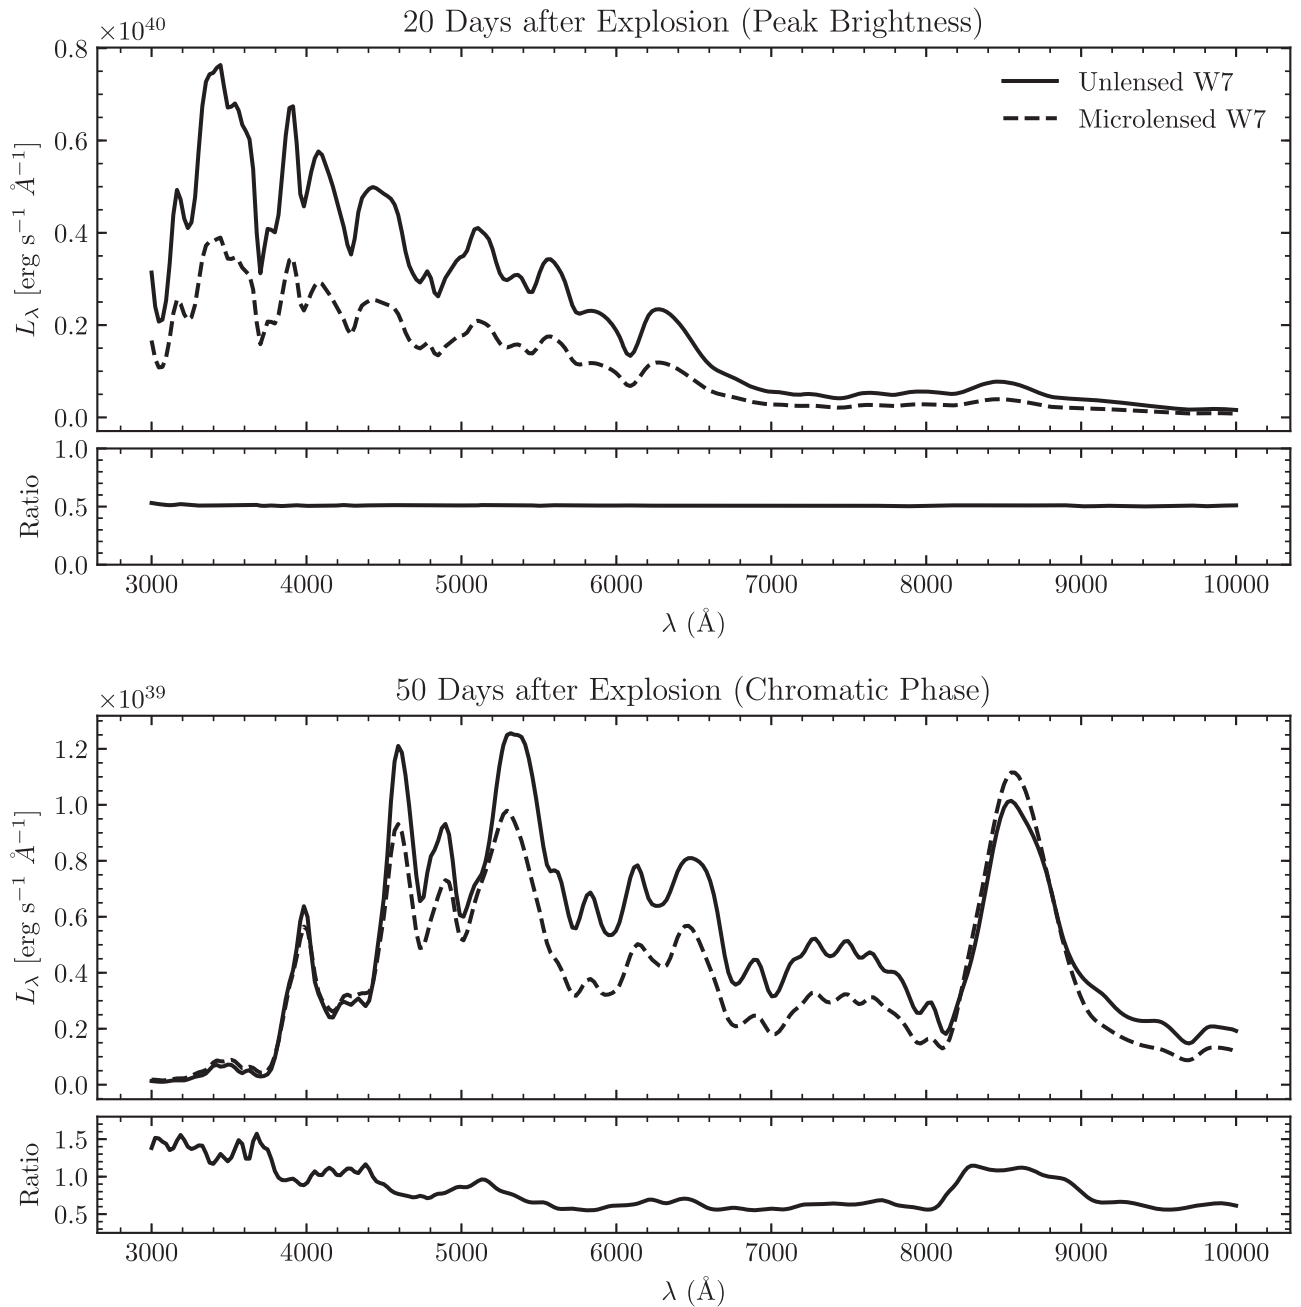 ×10⁴⁰
20 Days after Explosion (Peak Brightness)
0.8
0.6
0.4
0.2
0.0
L_λ [erg s⁻¹ Å⁻¹]
Unlensed W7
Microlensed W7
1.0
0.5
0.0
Ratio
3000 4000 5000 6000 7000 8000 9000 10000
λ (Å)
×10³⁹
50 Days after Explosion (Chromatic Phase)
1.2
1.0
0.8
0.6
0.4
0.2
0.0
L_λ [erg s⁻¹ Å⁻¹]
1.5
1.0
0.5
Ratio
3000 4000 5000 6000 7000 8000 9000 10000
λ (Å)